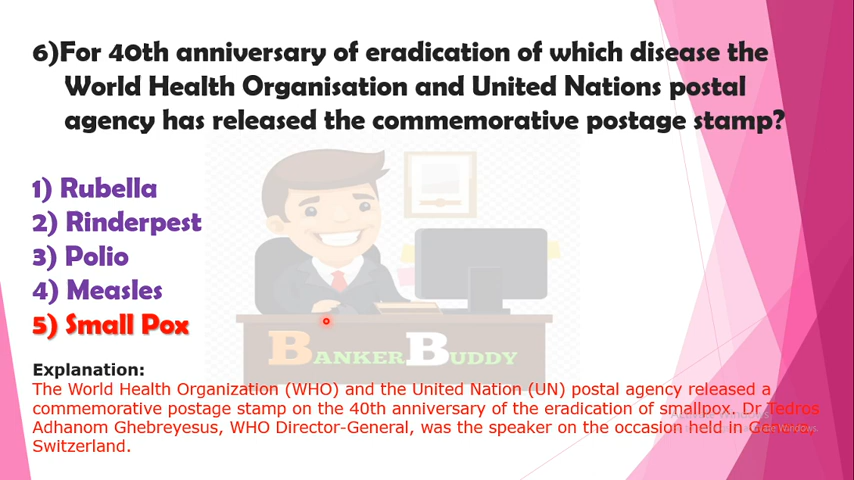 6)For 40th anniversary of eradication of which disease the
World Health Organisation and United Nations postal
agency has released the commemorative postage stamp?
1) Rubella
2) Rinderpest
3) Polio
4) Measles
5) Small Pox
BANKERBUDDY
Explanation:
The World Health Organization (WHO) and the United Nation (UN) postal agency released a
commemorative postage stamp on the 40th anniversary of the eradication of smallpox. Dr Tedros
Adhanom Ghebreyesus, WHO Director-General, was the speaker on the occasion held in Geneva,
Switzerland.